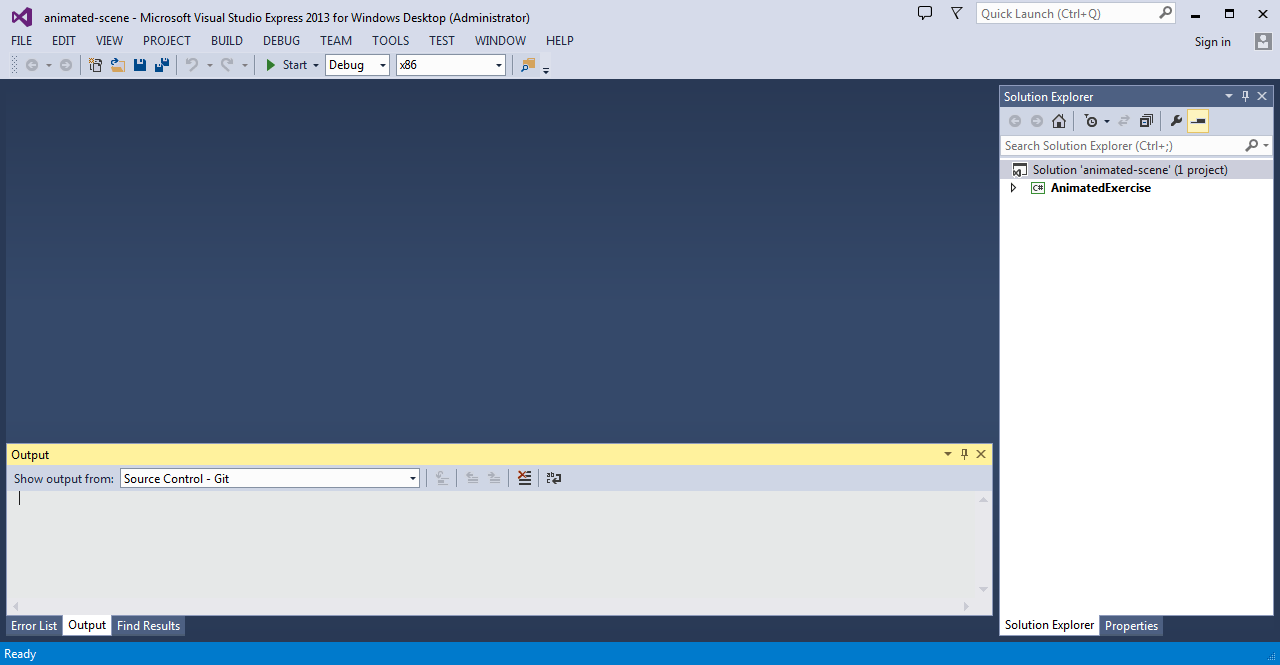 animated-scene - Microsoft Visual Studio Express 2013 for Windows Desktop (Administrator)
Quick Launch (Ctrl+Q)
FILE EDIT VIEW PROJECT BUILD DEBUG TEAM TOOLS TEST WINDOW HELP
Sign in
Start Debug x86
Solution Explorer
Search Solution Explorer (Ctrl+;)
Solution 'animated-scene' (1 project)
C# AnimatedExercise
Output
Show output from: Source Control - Git
Error List Output Find Results
Solution Explorer Properties
Ready